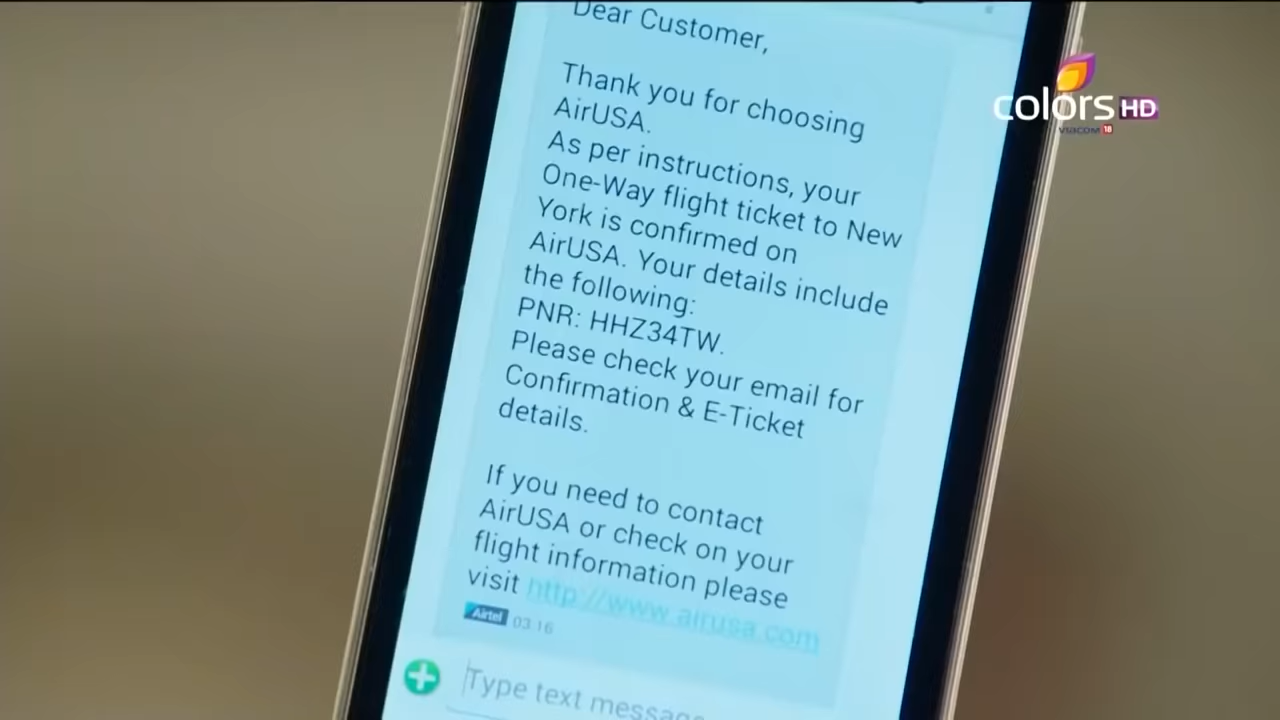 Dear Customer,
Thank you for choosing
AirUSA.
As per instructions, your
One-Way flight ticket to New
York is confirmed on
AirUSA. Your details include
the following:
PNR: HHZ34TW.
Please check your email for
Confirmation & E-Ticket
details.
If you need to contact
AirUSA or check on your
flight information please
visit http://www.airusa.com
Airtel 03:16
Type text message
colors HD
VIACOM 18